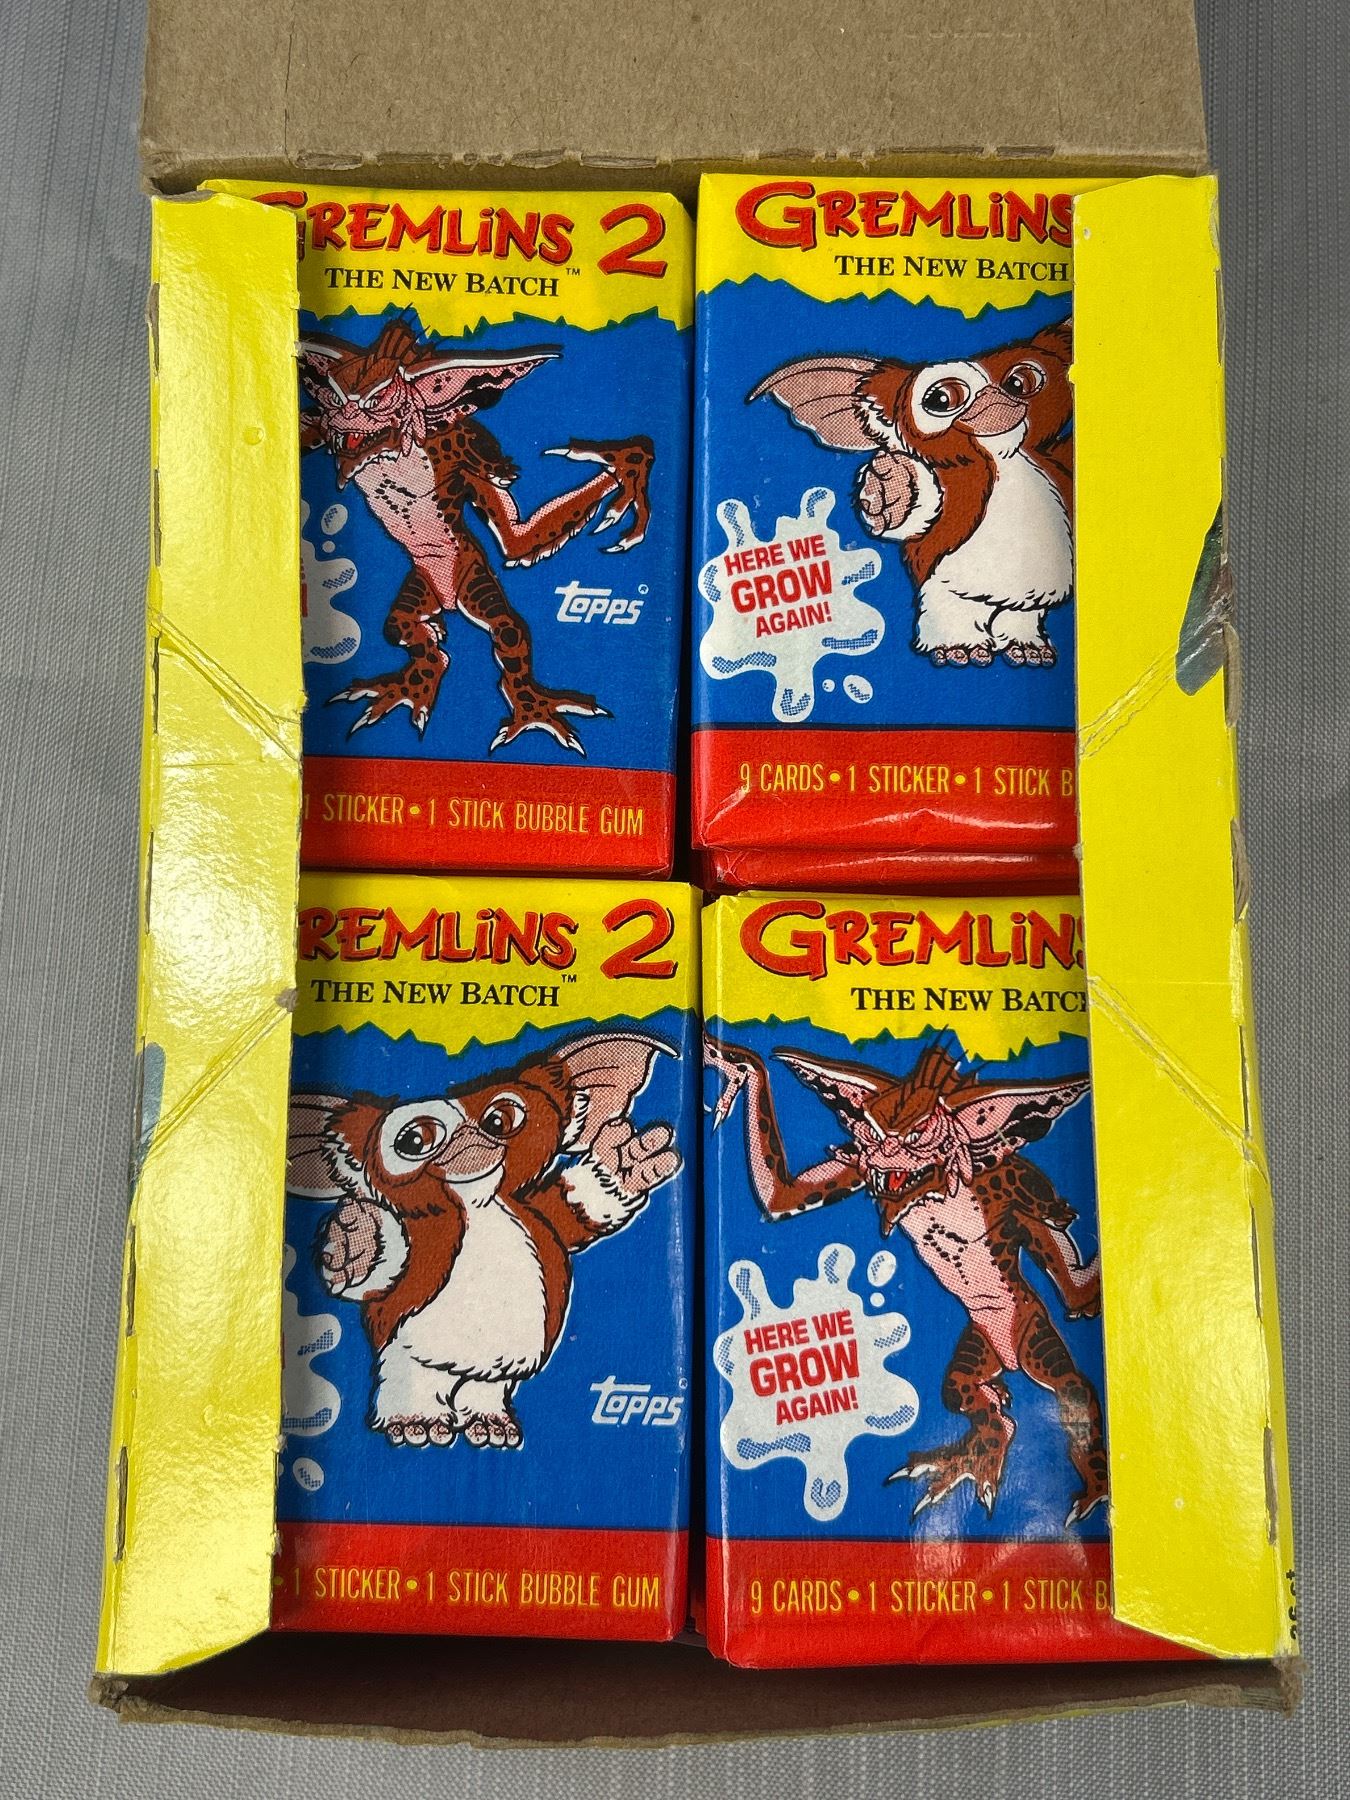 GREMLINS 2
THE NEW BATCH™
topps®
1 STICKER • 1 STICK BUBBLE GUM
GREMLINS
THE NEW BATCH
HERE WE
GROW
AGAIN!
9 CARDS • 1 STICKER • 1 STICK B
GREMLINS 2
THE NEW BATCH™
topps®
• 1 STICKER • 1 STICK BUBBLE GUM
GREMLINS
THE NEW BATCH
HERE WE
GROW
AGAIN!
9 CARDS • 1 STICKER • 1 STICK B